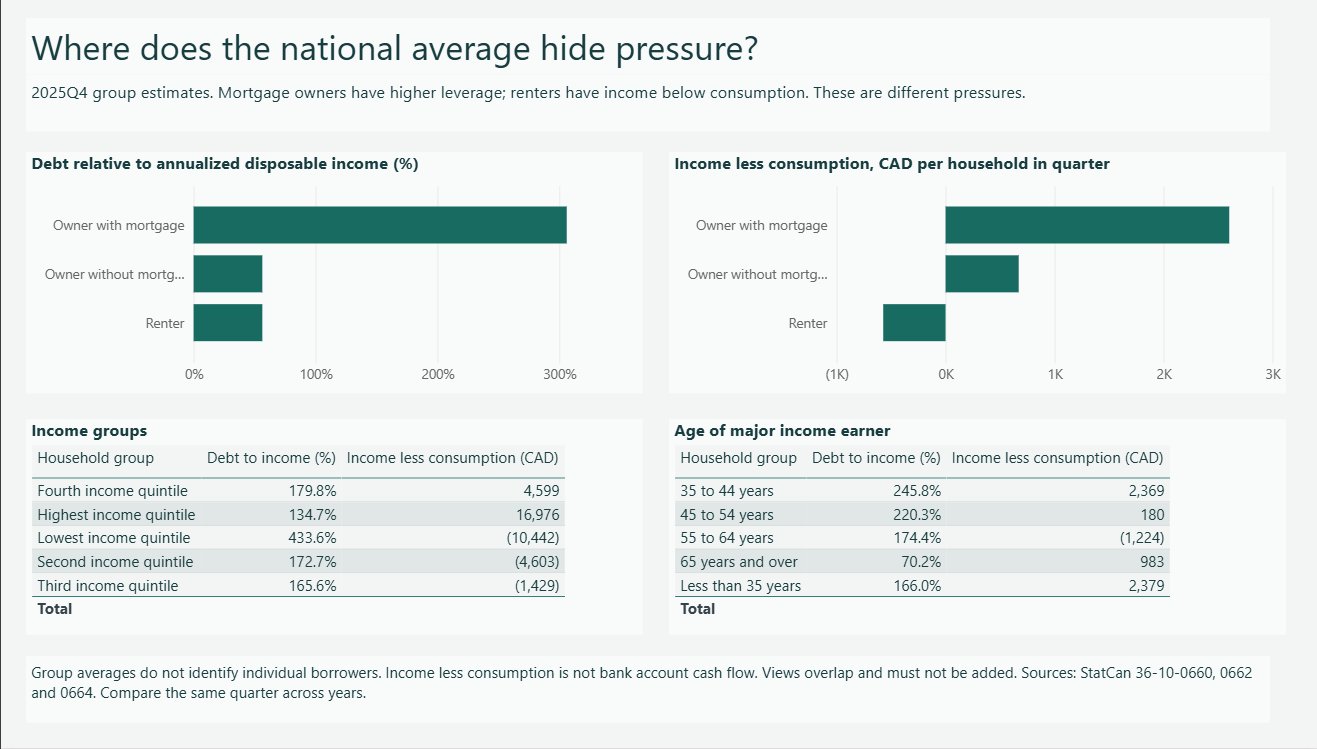 Where does the national average hide pressure?
2025Q4 group estimates. Mortgage owners have higher leverage; renters have income below consumption. These are different pressures.
Debt relative to annualized disposable income (%)
Owner with mortgage
Owner without mortg...
Renter
0% 100% 200% 300%
Income less consumption, CAD per household in quarter
Owner with mortgage
Owner without mortg...
Renter
(1K) 0K 1K 2K 3K
Income groups
Household group Debt to income (%) Income less consumption (CAD)
Fourth income quintile 179.8% 4,599
Highest income quintile 134.7% 16,976
Lowest income quintile 433.6% (10,442)
Second income quintile 172.7% (4,603)
Third income quintile 165.6% (1,429)
Total
Age of major income earner
Household group Debt to income (%) Income less consumption (CAD)
35 to 44 years 245.8% 2,369
45 to 54 years 220.3% 180
55 to 64 years 174.4% (1,224)
65 years and over 70.2% 983
Less than 35 years 166.0% 2,379
Total
Group averages do not identify individual borrowers. Income less consumption is not bank account cash flow. Views overlap and must not be added. Sources: StatCan 36-10-0660, 0662
and 0664. Compare the same quarter across years.